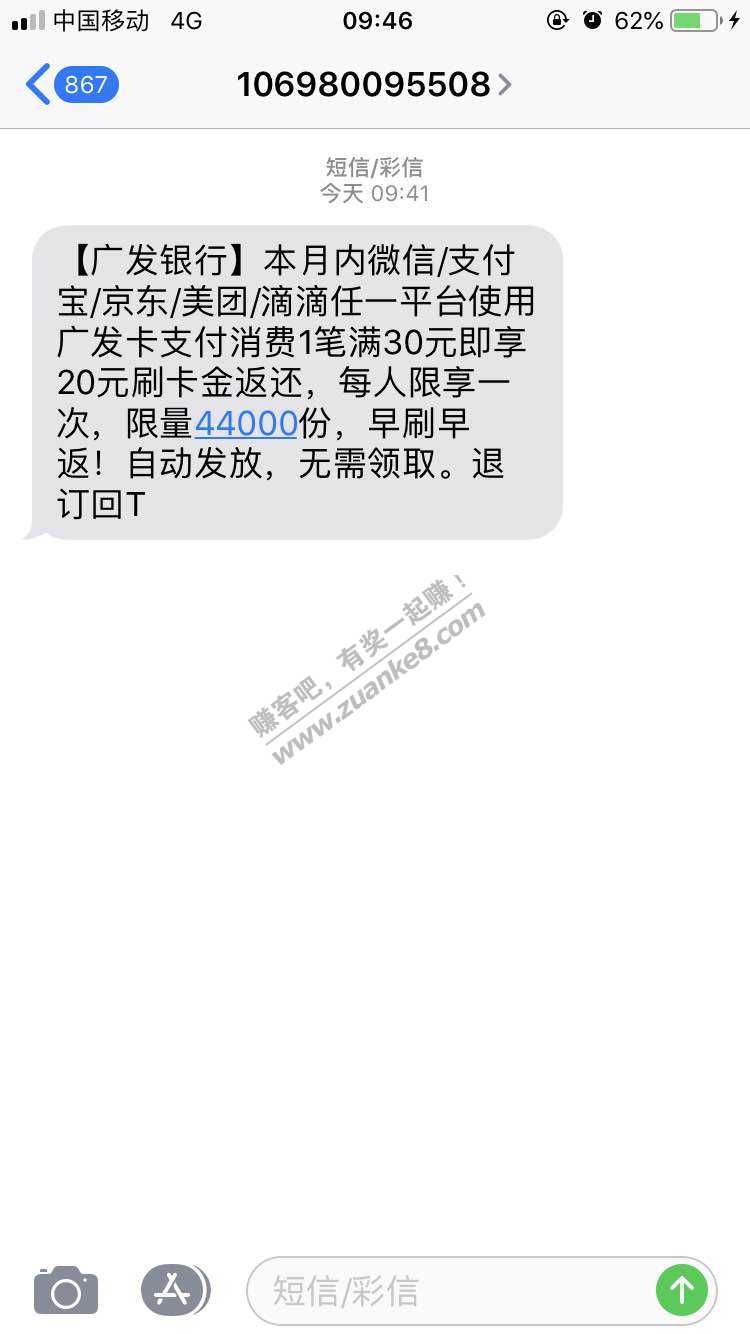 中国移动 4G 09:46 62%
867 106980095508
短信/彩信
今天 09:41
【广发银行】本月内微信/支付
宝/京东/美团/滴滴任一平台使用
广发卡支付消费1笔满30元即享
20元刷卡金返还，每人限享一
次，限量44000份，早刷早
返！自动发放，无需领取。退
订回T
赚客吧，有奖一起赚！
www.zuanke8.com
短信/彩信